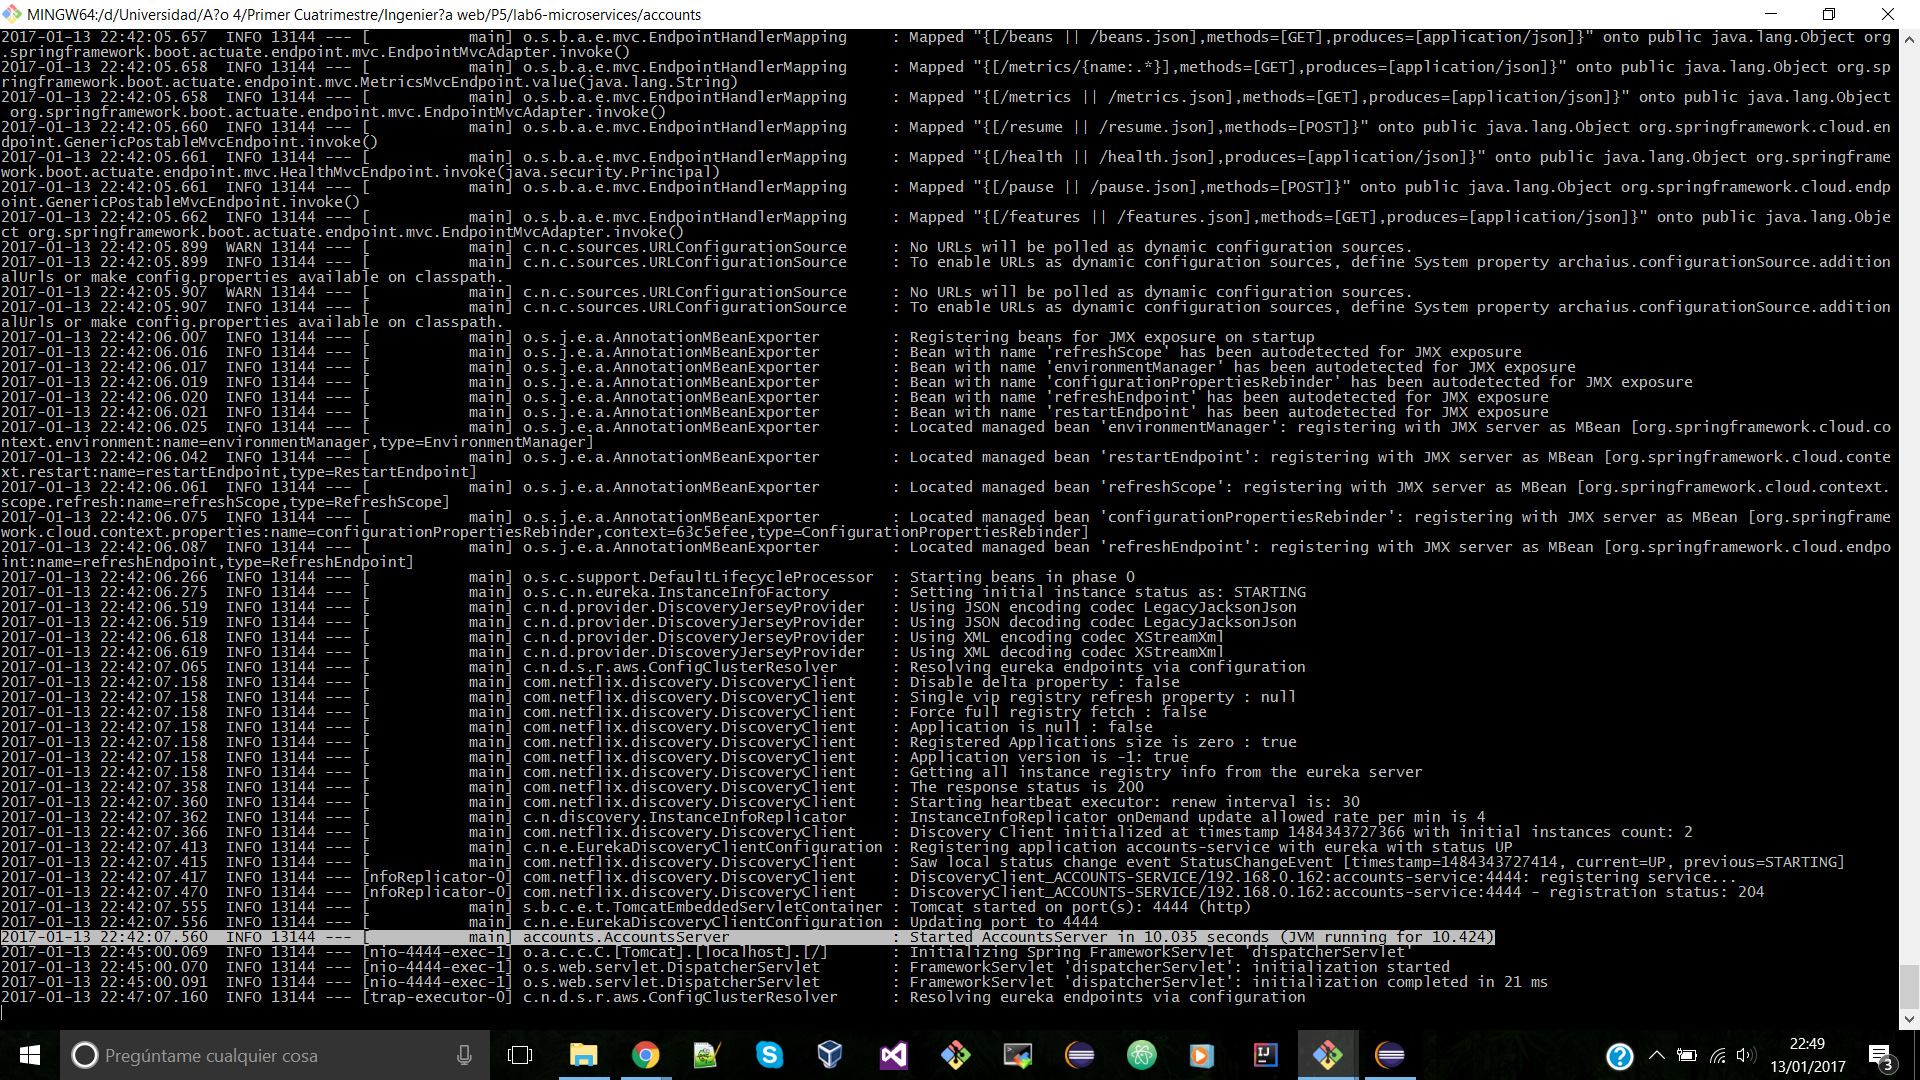 MINGW64:/d/Universidad/A?o 4/Primer Cuatrimestre/Ingenier?a web/P5/lab6-microservices/accounts
2017-01-13 22:42:05.657  INFO 13144 --- [           main] o.s.b.a.e.mvc.EndpointHandlerMapping     : Mapped "{[/beans || /beans.json],methods=[GET],produces=[application/json]}" onto public java.lang.Object org
.springframework.boot.actuate.endpoint.mvc.EndpointMvcAdapter.invoke()
2017-01-13 22:42:05.658  INFO 13144 --- [           main] o.s.b.a.e.mvc.EndpointHandlerMapping     : Mapped "{[/metrics/{name:.*}],methods=[GET],produces=[application/json]}" onto public java.lang.Object org.sp
ringframework.boot.actuate.endpoint.mvc.MetricsMvcEndpoint.value(java.lang.String)
2017-01-13 22:42:05.658  INFO 13144 --- [           main] o.s.b.a.e.mvc.EndpointHandlerMapping     : Mapped "{[/metrics || /metrics.json],methods=[GET],produces=[application/json]}" onto public java.lang.Object
 org.springframework.boot.actuate.endpoint.mvc.EndpointMvcAdapter.invoke()
2017-01-13 22:42:05.660  INFO 13144 --- [           main] o.s.b.a.e.mvc.EndpointHandlerMapping     : Mapped "{[/resume || /resume.json],methods=[POST]}" onto public java.lang.Object org.springframework.cloud.en
dpoint.GenericPostableMvcEndpoint.invoke()
2017-01-13 22:42:05.661  INFO 13144 --- [           main] o.s.b.a.e.mvc.EndpointHandlerMapping     : Mapped "{[/health || /health.json],produces=[application/json]}" onto public java.lang.Object org.springframe
work.boot.actuate.endpoint.mvc.HealthMvcEndpoint.invoke(java.security.Principal)
2017-01-13 22:42:05.661  INFO 13144 --- [           main] o.s.b.a.e.mvc.EndpointHandlerMapping     : Mapped "{[/pause || /pause.json],methods=[POST]}" onto public java.lang.Object org.springframework.cloud.endp
oint.GenericPostableMvcEndpoint.invoke()
2017-01-13 22:42:05.662  INFO 13144 --- [           main] o.s.b.a.e.mvc.EndpointHandlerMapping     : Mapped "{[/features || /features.json],methods=[GET],produces=[application/json]}" onto public java.lang.Obje
ct org.springframework.boot.actuate.endpoint.mvc.EndpointMvcAdapter.invoke()
2017-01-13 22:42:05.899  WARN 13144 --- [           main] c.n.c.sources.URLConfigurationSource     : No URLs will be polled as dynamic configuration sources.
2017-01-13 22:42:05.899  INFO 13144 --- [           main] c.n.c.sources.URLConfigurationSource     : To enable URLs as dynamic configuration sources, define System property archaius.configurationSource.addition
alUrls or make config.properties available on classpath.
2017-01-13 22:42:05.907  WARN 13144 --- [           main] c.n.c.sources.URLConfigurationSource     : No URLs will be polled as dynamic configuration sources.
2017-01-13 22:42:05.907  INFO 13144 --- [           main] c.n.c.sources.URLConfigurationSource     : To enable URLs as dynamic configuration sources, define System property archaius.configurationSource.addition
alUrls or make config.properties available on classpath.
2017-01-13 22:42:06.007  INFO 13144 --- [           main] o.s.j.e.a.AnnotationMBeanExporter        : Registering beans for JMX exposure on startup
2017-01-13 22:42:06.016  INFO 13144 --- [           main] o.s.j.e.a.AnnotationMBeanExporter        : Bean with name 'refreshScope' has been autodetected for JMX exposure
2017-01-13 22:42:06.017  INFO 13144 --- [           main] o.s.j.e.a.AnnotationMBeanExporter        : Bean with name 'environmentManager' has been autodetected for JMX exposure
2017-01-13 22:42:06.019  INFO 13144 --- [           main] o.s.j.e.a.AnnotationMBeanExporter        : Bean with name 'configurationPropertiesRebinder' has been autodetected for JMX exposure
2017-01-13 22:42:06.020  INFO 13144 --- [           main] o.s.j.e.a.AnnotationMBeanExporter        : Bean with name 'refreshEndpoint' has been autodetected for JMX exposure
2017-01-13 22:42:06.021  INFO 13144 --- [           main] o.s.j.e.a.AnnotationMBeanExporter        : Bean with name 'restartEndpoint' has been autodetected for JMX exposure
2017-01-13 22:42:06.025  INFO 13144 --- [           main] o.s.j.e.a.AnnotationMBeanExporter        : Located managed bean 'environmentManager': registering with JMX server as MBean [org.springframework.cloud.co
ntext.environment:name=environmentManager,type=EnvironmentManager]
2017-01-13 22:42:06.042  INFO 13144 --- [           main] o.s.j.e.a.AnnotationMBeanExporter        : Located managed bean 'restartEndpoint': registering with JMX server as MBean [org.springframework.cloud.conte
xt.restart:name=restartEndpoint,type=RestartEndpoint]
2017-01-13 22:42:06.061  INFO 13144 --- [           main] o.s.j.e.a.AnnotationMBeanExporter        : Located managed bean 'refreshScope': registering with JMX server as MBean [org.springframework.cloud.context.
scope.refresh:name=refreshScope,type=RefreshScope]
2017-01-13 22:42:06.075  INFO 13144 --- [           main] o.s.j.e.a.AnnotationMBeanExporter        : Located managed bean 'configurationPropertiesRebinder': registering with JMX server as MBean [org.springframe
work.cloud.context.properties:name=configurationPropertiesRebinder,context=63c5efee,type=ConfigurationPropertiesRebinder]
2017-01-13 22:42:06.087  INFO 13144 --- [           main] o.s.j.e.a.AnnotationMBeanExporter        : Located managed bean 'refreshEndpoint': registering with JMX server as MBean [org.springframework.cloud.endpo
int:name=refreshEndpoint,type=RefreshEndpoint]
2017-01-13 22:42:06.266  INFO 13144 --- [           main] o.s.c.support.DefaultLifecycleProcessor  : Starting beans in phase 0
2017-01-13 22:42:06.275  INFO 13144 --- [           main] o.s.c.n.eureka.InstanceInfoFactory       : Setting initial instance status as: STARTING
2017-01-13 22:42:06.519  INFO 13144 --- [           main] c.n.d.provider.DiscoveryJerseyProvider   : Using JSON encoding codec LegacyJacksonJson
2017-01-13 22:42:06.519  INFO 13144 --- [           main] c.n.d.provider.DiscoveryJerseyProvider   : Using JSON decoding codec LegacyJacksonJson
2017-01-13 22:42:06.618  INFO 13144 --- [           main] c.n.d.provider.DiscoveryJerseyProvider   : Using XML encoding codec XStreamXml
2017-01-13 22:42:06.619  INFO 13144 --- [           main] c.n.d.provider.DiscoveryJerseyProvider   : Using XML decoding codec XStreamXml
2017-01-13 22:42:07.065  INFO 13144 --- [           main] c.n.d.s.r.aws.ConfigClusterResolver      : Resolving eureka endpoints via configuration
2017-01-13 22:42:07.158  INFO 13144 --- [           main] com.netflix.discovery.DiscoveryClient    : Disable delta property : false
2017-01-13 22:42:07.158  INFO 13144 --- [           main] com.netflix.discovery.DiscoveryClient    : Single vip registry refresh property : null
2017-01-13 22:42:07.158  INFO 13144 --- [           main] com.netflix.discovery.DiscoveryClient    : Force full registry fetch : false
2017-01-13 22:42:07.158  INFO 13144 --- [           main] com.netflix.discovery.DiscoveryClient    : Application is null : false
2017-01-13 22:42:07.158  INFO 13144 --- [           main] com.netflix.discovery.DiscoveryClient    : Registered Applications size is zero : true
2017-01-13 22:42:07.158  INFO 13144 --- [           main] com.netflix.discovery.DiscoveryClient    : Application version is -1: true
2017-01-13 22:42:07.158  INFO 13144 --- [           main] com.netflix.discovery.DiscoveryClient    : Getting all instance registry info from the eureka server
2017-01-13 22:42:07.358  INFO 13144 --- [           main] com.netflix.discovery.DiscoveryClient    : The response status is 200
2017-01-13 22:42:07.360  INFO 13144 --- [           main] com.netflix.discovery.DiscoveryClient    : Starting heartbeat executor: renew interval is: 30
2017-01-13 22:42:07.362  INFO 13144 --- [           main] c.n.discovery.InstanceInfoReplicator     : InstanceInfoReplicator onDemand update allowed rate per min is 4
2017-01-13 22:42:07.366  INFO 13144 --- [           main] com.netflix.discovery.DiscoveryClient    : Discovery Client initialized at timestamp 1484343727366 with initial instances count: 2
2017-01-13 22:42:07.413  INFO 13144 --- [           main] c.n.e.EurekaDiscoveryClientConfiguration : Registering application accounts-service with eureka with status UP
2017-01-13 22:42:07.415  INFO 13144 --- [           main] com.netflix.discovery.DiscoveryClient    : Saw local status change event StatusChangeEvent [timestamp=1484343727414, current=UP, previous=STARTING]
2017-01-13 22:42:07.417  INFO 13144 --- [nfoReplicator-0] com.netflix.discovery.DiscoveryClient    : DiscoveryClient_ACCOUNTS-SERVICE/192.168.0.162:accounts-service:4444: registering service...
2017-01-13 22:42:07.470  INFO 13144 --- [nfoReplicator-0] com.netflix.discovery.DiscoveryClient    : DiscoveryClient_ACCOUNTS-SERVICE/192.168.0.162:accounts-service:4444 - registration status: 204
2017-01-13 22:42:07.555  INFO 13144 --- [           main] s.b.c.e.t.TomcatEmbeddedServletContainer : Tomcat started on port(s): 4444 (http)
2017-01-13 22:42:07.556  INFO 13144 --- [           main] c.n.e.EurekaDiscoveryClientConfiguration : Updating port to 4444
2017-01-13 22:42:07.560  INFO 13144 --- [           main] accounts.AccountsServer                  : Started AccountsServer in 10.035 seconds (JVM running for 10.424)
2017-01-13 22:45:00.069  INFO 13144 --- [nio-4444-exec-1] o.a.c.c.C.[Tomcat].[localhost].[/]       : Initializing Spring FrameworkServlet 'dispatcherServlet'
2017-01-13 22:45:00.070  INFO 13144 --- [nio-4444-exec-1] o.s.web.servlet.DispatcherServlet        : FrameworkServlet 'dispatcherServlet': initialization started
2017-01-13 22:45:00.091  INFO 13144 --- [nio-4444-exec-1] o.s.web.servlet.DispatcherServlet        : FrameworkServlet 'dispatcherServlet': initialization completed in 21 ms
2017-01-13 22:47:07.160  INFO 13144 --- [trap-executor-0] c.n.d.s.r.aws.ConfigClusterResolver      : Resolving eureka endpoints via configuration
Pregúntame cualquier cosa
22:49
13/01/2017
3